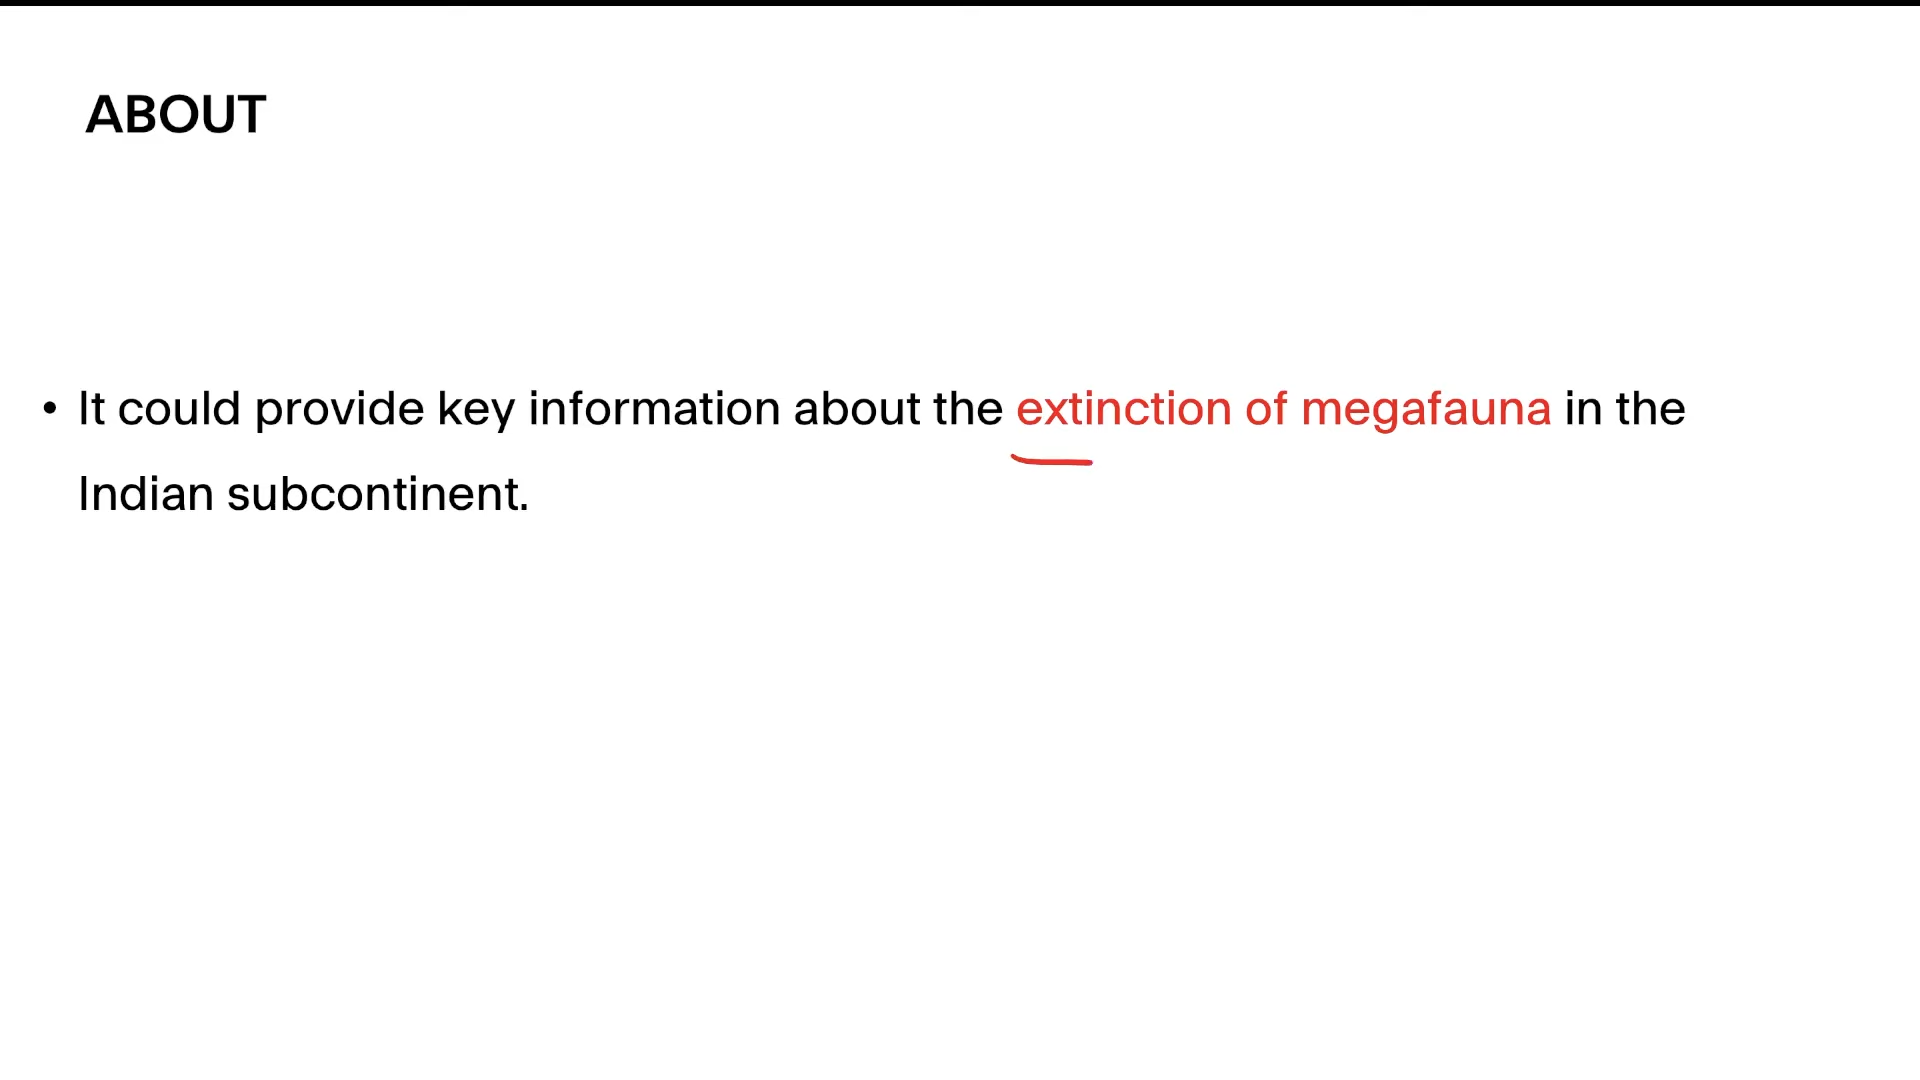 ABOUT
• It could provide key information about the extinction of megafauna in the
Indian subcontinent.